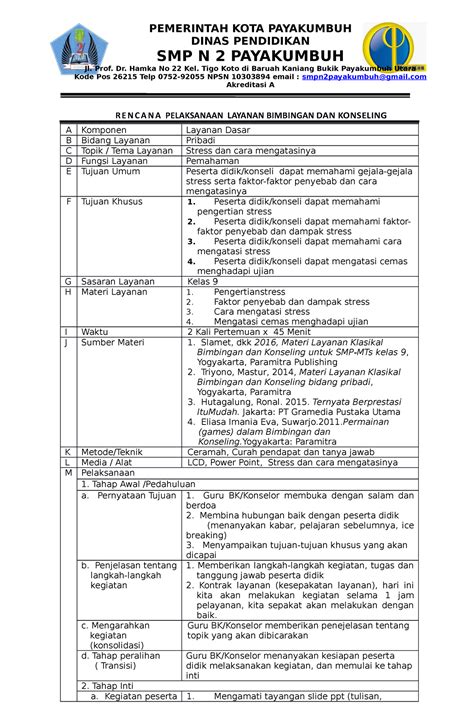 PEMERINTAH KOTA PAYAKUMBUH
DINAS PENDIDIKAN
SMP N 2 PAYAKUMBUH
Jl. Prof. Dr. Hamka No 22 Kel. Tigo Koto di Baruah Kaniang Bukik Payakumbuh Utara
Kode Pos 26215 Telp 0752-92055 NPSN 10303894 email : smpn2payakumbuh@gmail.com
Akreditasi A
RENCANA PELAKSANAAN LAYANAN BIMBINGAN DAN KONSELING
A Komponen Layanan Dasar
B Bidang Layanan Pribadi
C Topik / Tema Layanan Stress dan cara mengatasinya
D Fungsi Layanan Pemahaman
E Tujuan Umum Peserta didik/konseli dapat memahami gejala-gejala
stress serta faktor-faktor penyebab dan cara
mengatasinya
F Tujuan Khusus 1. Peserta didik/konseli dapat memahami
pengertian stress
2. Peserta didik/konseli dapat memahami faktor-
faktor penyebab dan dampak stress
3. Peserta didik/konseli dapat memahami cara
mengatasi stress
4. Peserta didik/konseli dapat mengatasi cemas
menghadapi ujian
G Sasaran Layanan Kelas 9
H Materi Layanan 1. Pengertianstress
2. Faktor penyebab dan dampak stress
3. Cara mengatasi stress
4. Mengatasi cemas menghadapi ujian
I Waktu 2 Kali Pertemuan x 45 Menit
J Sumber Materi 1. Slamet, dkk 2016, Materi Layanan Klasikal
Bimbingan dan Konseling untuk SMP-MTs kelas 9,
Yogyakarta, Paramitra Publishing
2. Triyono, Mastur, 2014, Materi Layanan Klasikal
Bimbingan dan Konseling bidang pribadi,
Yogyakarta, Paramitra
3. Hutagalung, Ronal. 2015. Ternyata Berprestasi
ItuMudah. Jakarta: PT Gramedia Pustaka Utama
4. Eliasa Imania Eva, Suwarjo.2011.Permainan
(games) dalam Bimbingan dan
Konseling.Yogyakarta: Paramitra
K Metode/Teknik Ceramah, Curah pendapat dan tanya jawab
L Media / Alat LCD, Power Point, Stress dan cara mengatasinya
M Pelaksanaan
1. Tahap Awal /Pedahuluan
a. Pernyataan Tujuan 1. Guru BK/Konselor membuka dengan salam dan
berdoa
2. Membina hubungan baik dengan peserta didik
(menanyakan kabar, pelajaran sebelumnya, ice
breaking)
3. Menyampaikan tujuan-tujuan khusus yang akan
dicapai
b. Penjelasan tentang 1. Memberikan langkah-langkah kegiatan, tugas dan
langkah-langkah tanggung jawab peserta didik
kegiatan 2. Kontrak layanan (kesepakatan layanan), hari ini
kita akan melakukan kegiatan selama 1 jam
pelayanan, kita sepakat akan melakukan dengan
baik.
c. Mengarahkan Guru BK/Konselor memberikan penejelasan tentang
kegiatan topik yang akan dibicarakan
(konsolidasi)
d. Tahap peralihan Guru BK/Konselor menanyakan kesiapan peserta
( Transisi) didik melaksanakan kegiatan, dan memulai ke tahap
inti
2. Tahap Inti
a. Kegiatan peserta 1. Mengamati tayangan slide ppt (tulisan,